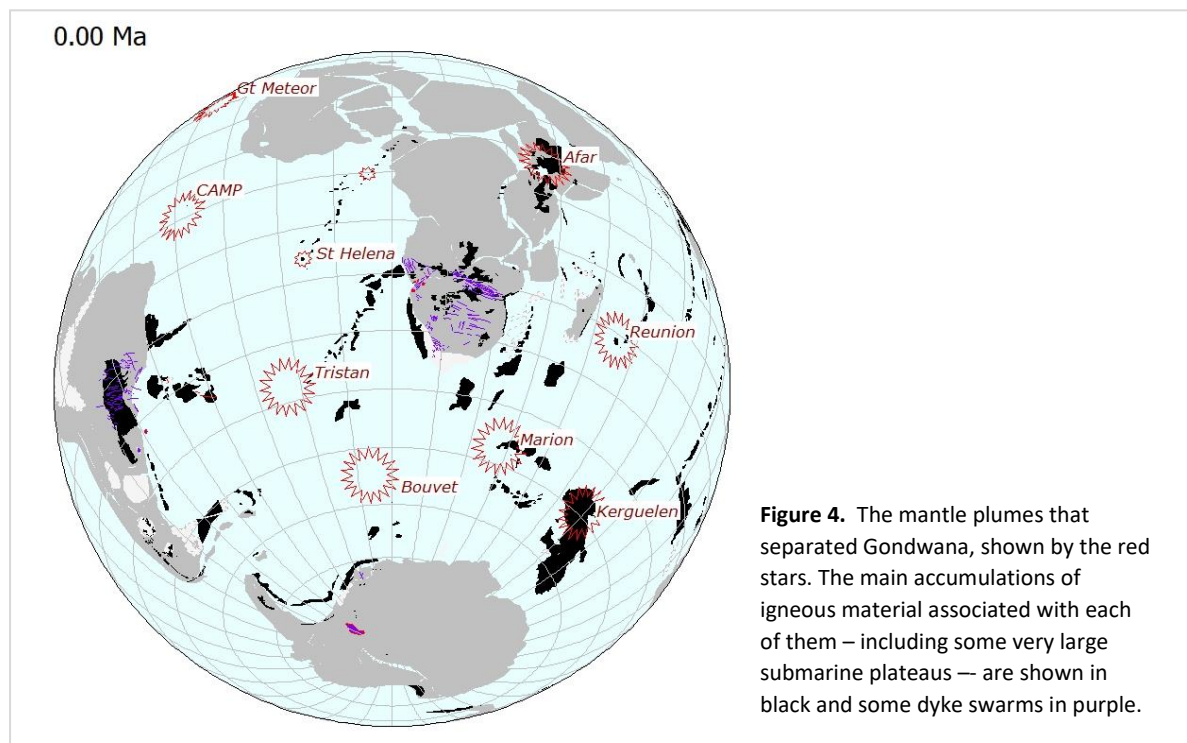 0.00 Ma
Gt Meteor
Afar
CAMP
St Helena
Reunion
Tristan
Marion
Bouvet
Kerguelen
Figure 4. The mantle plumes that
separated Gondwana, shown by the red
stars. The main accumulations of
igneous material associated with each
of them – including some very large
submarine plateaus –- are shown in
black and some dyke swarms in purple.